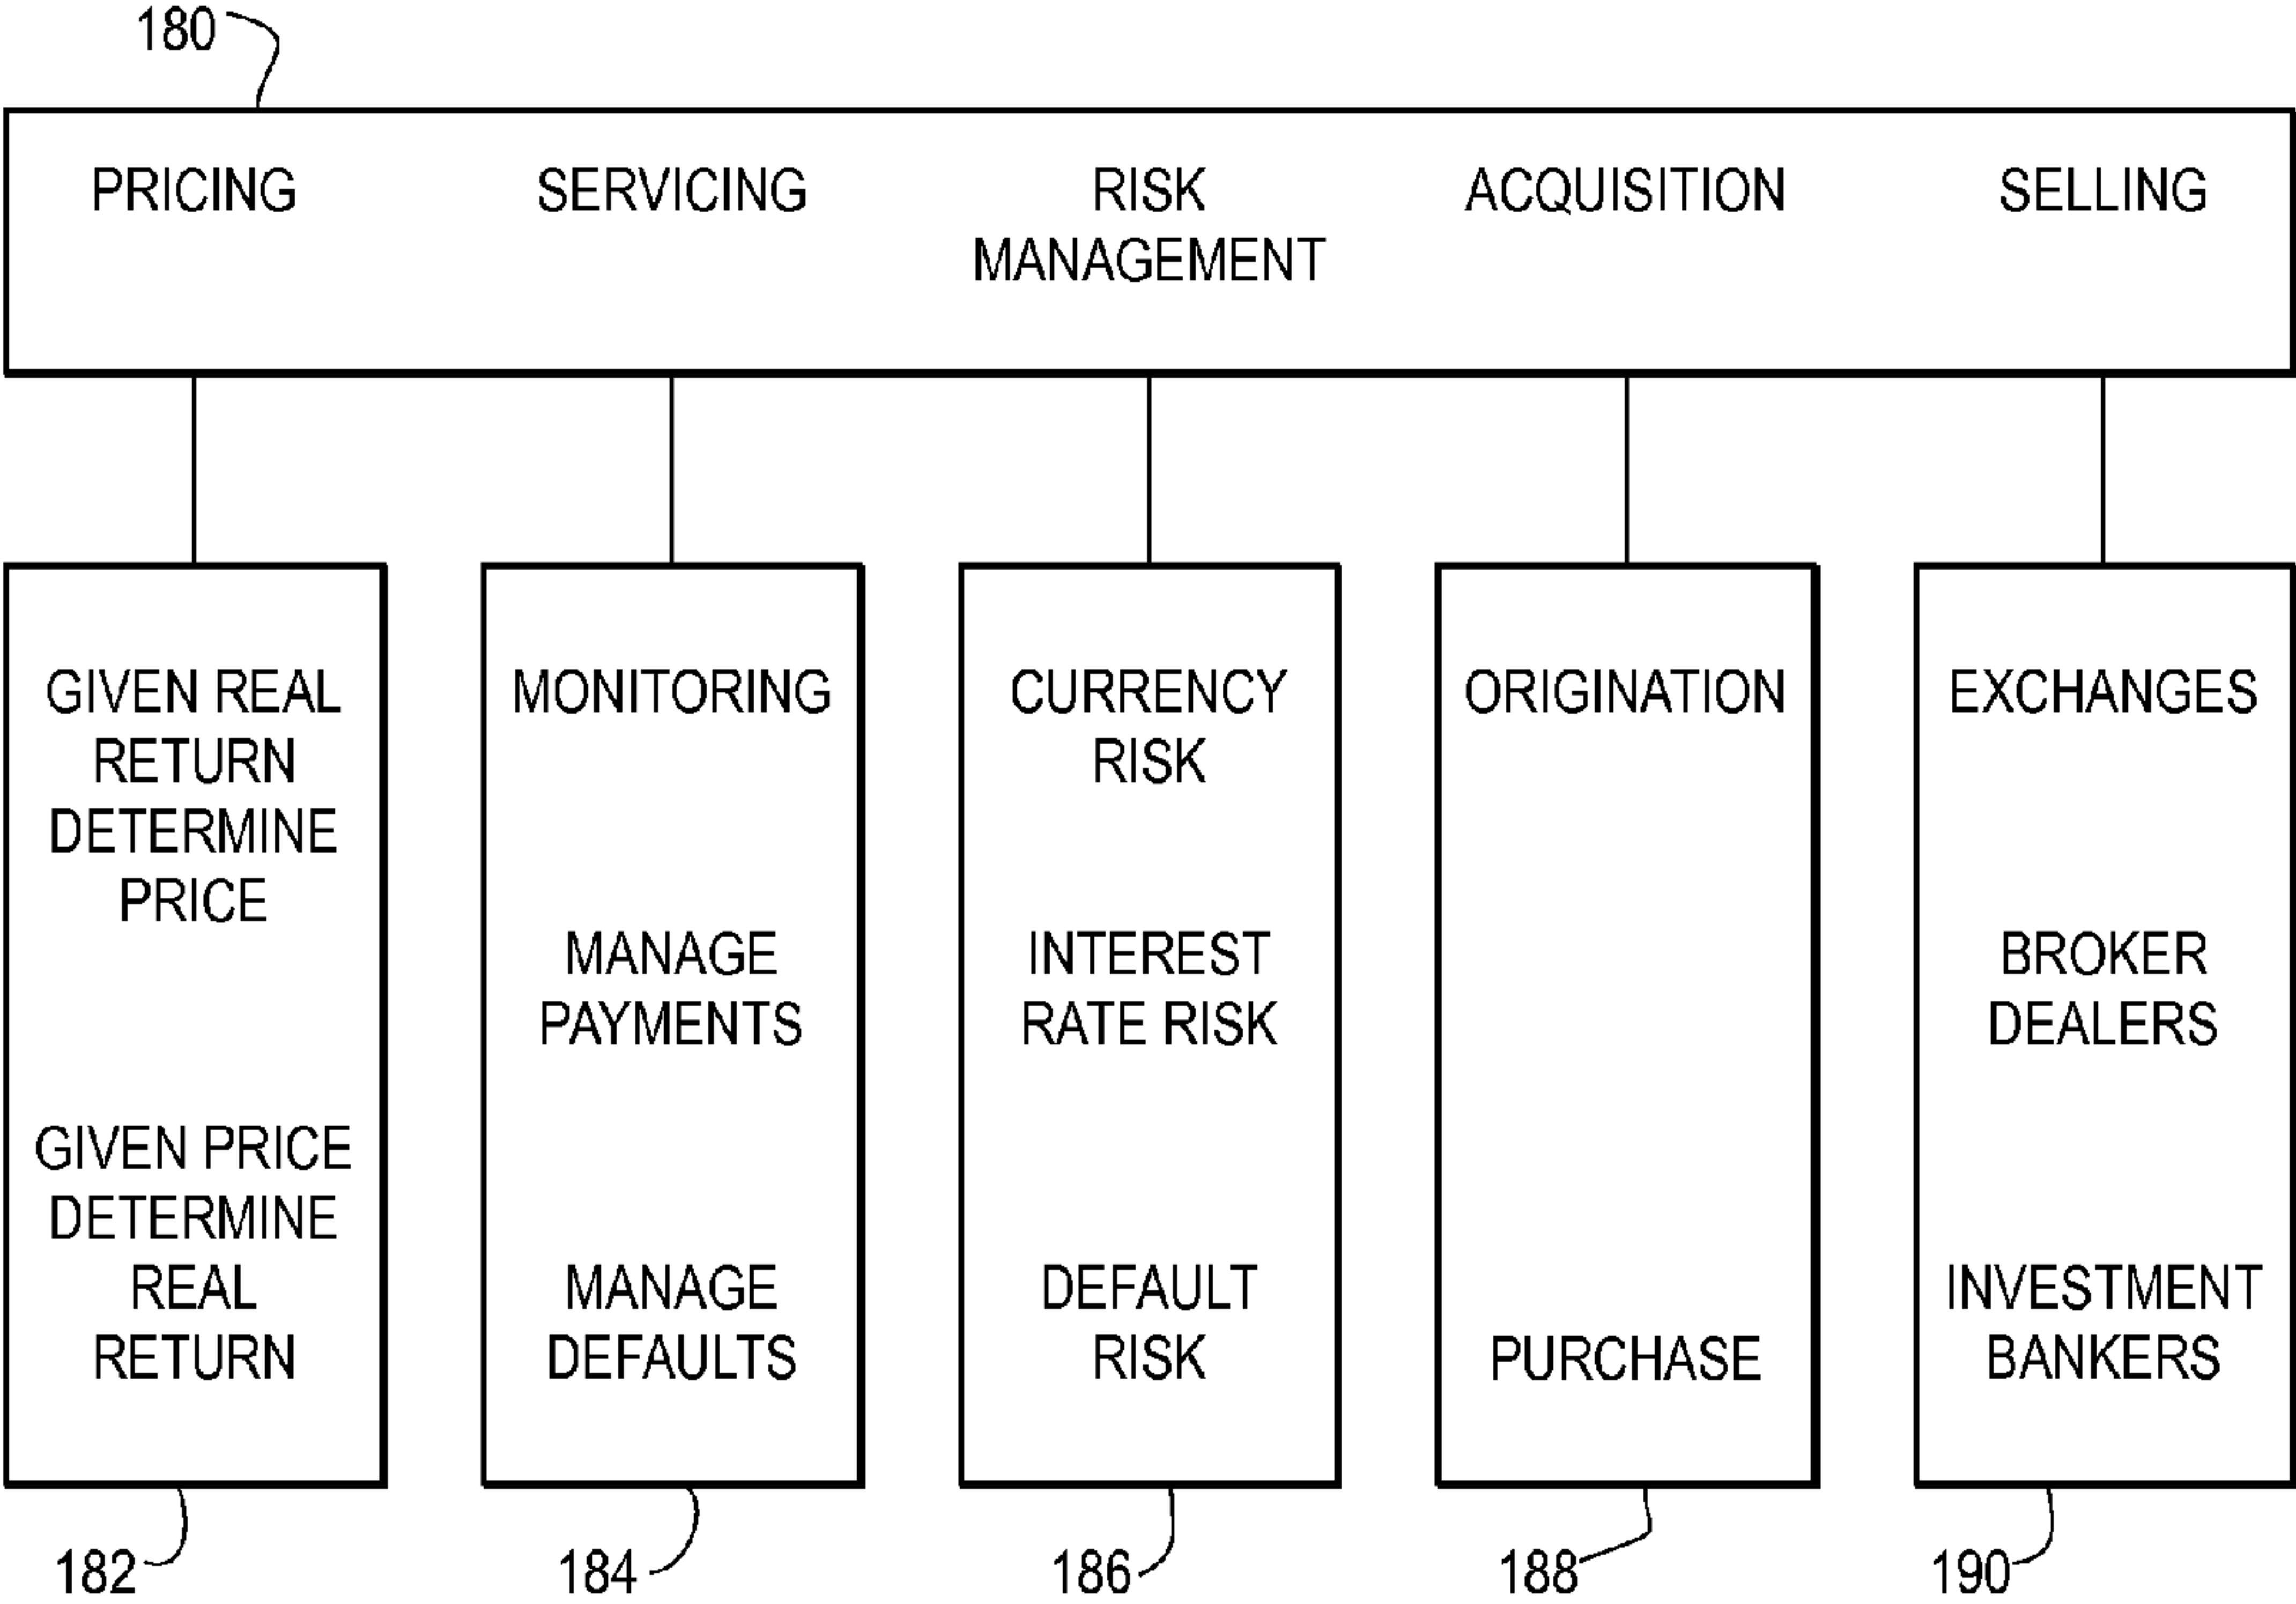 180
PRICING
SERVICING
RISK
MANAGEMENT
ACQUISITION
SELLING
GIVEN REAL
RETURN
DETERMINE
PRICE
GIVEN PRICE
DETERMINE
REAL
RETURN
MONITORING
MANAGE
PAYMENTS
MANAGE
DEFAULTS
CURRENCY
RISK
INTEREST
RATE RISK
DEFAULT
RISK
ORIGINATION
PURCHASE
EXCHANGES
BROKER
DEALERS
INVESTMENT
BANKERS
182
184
186
188
190